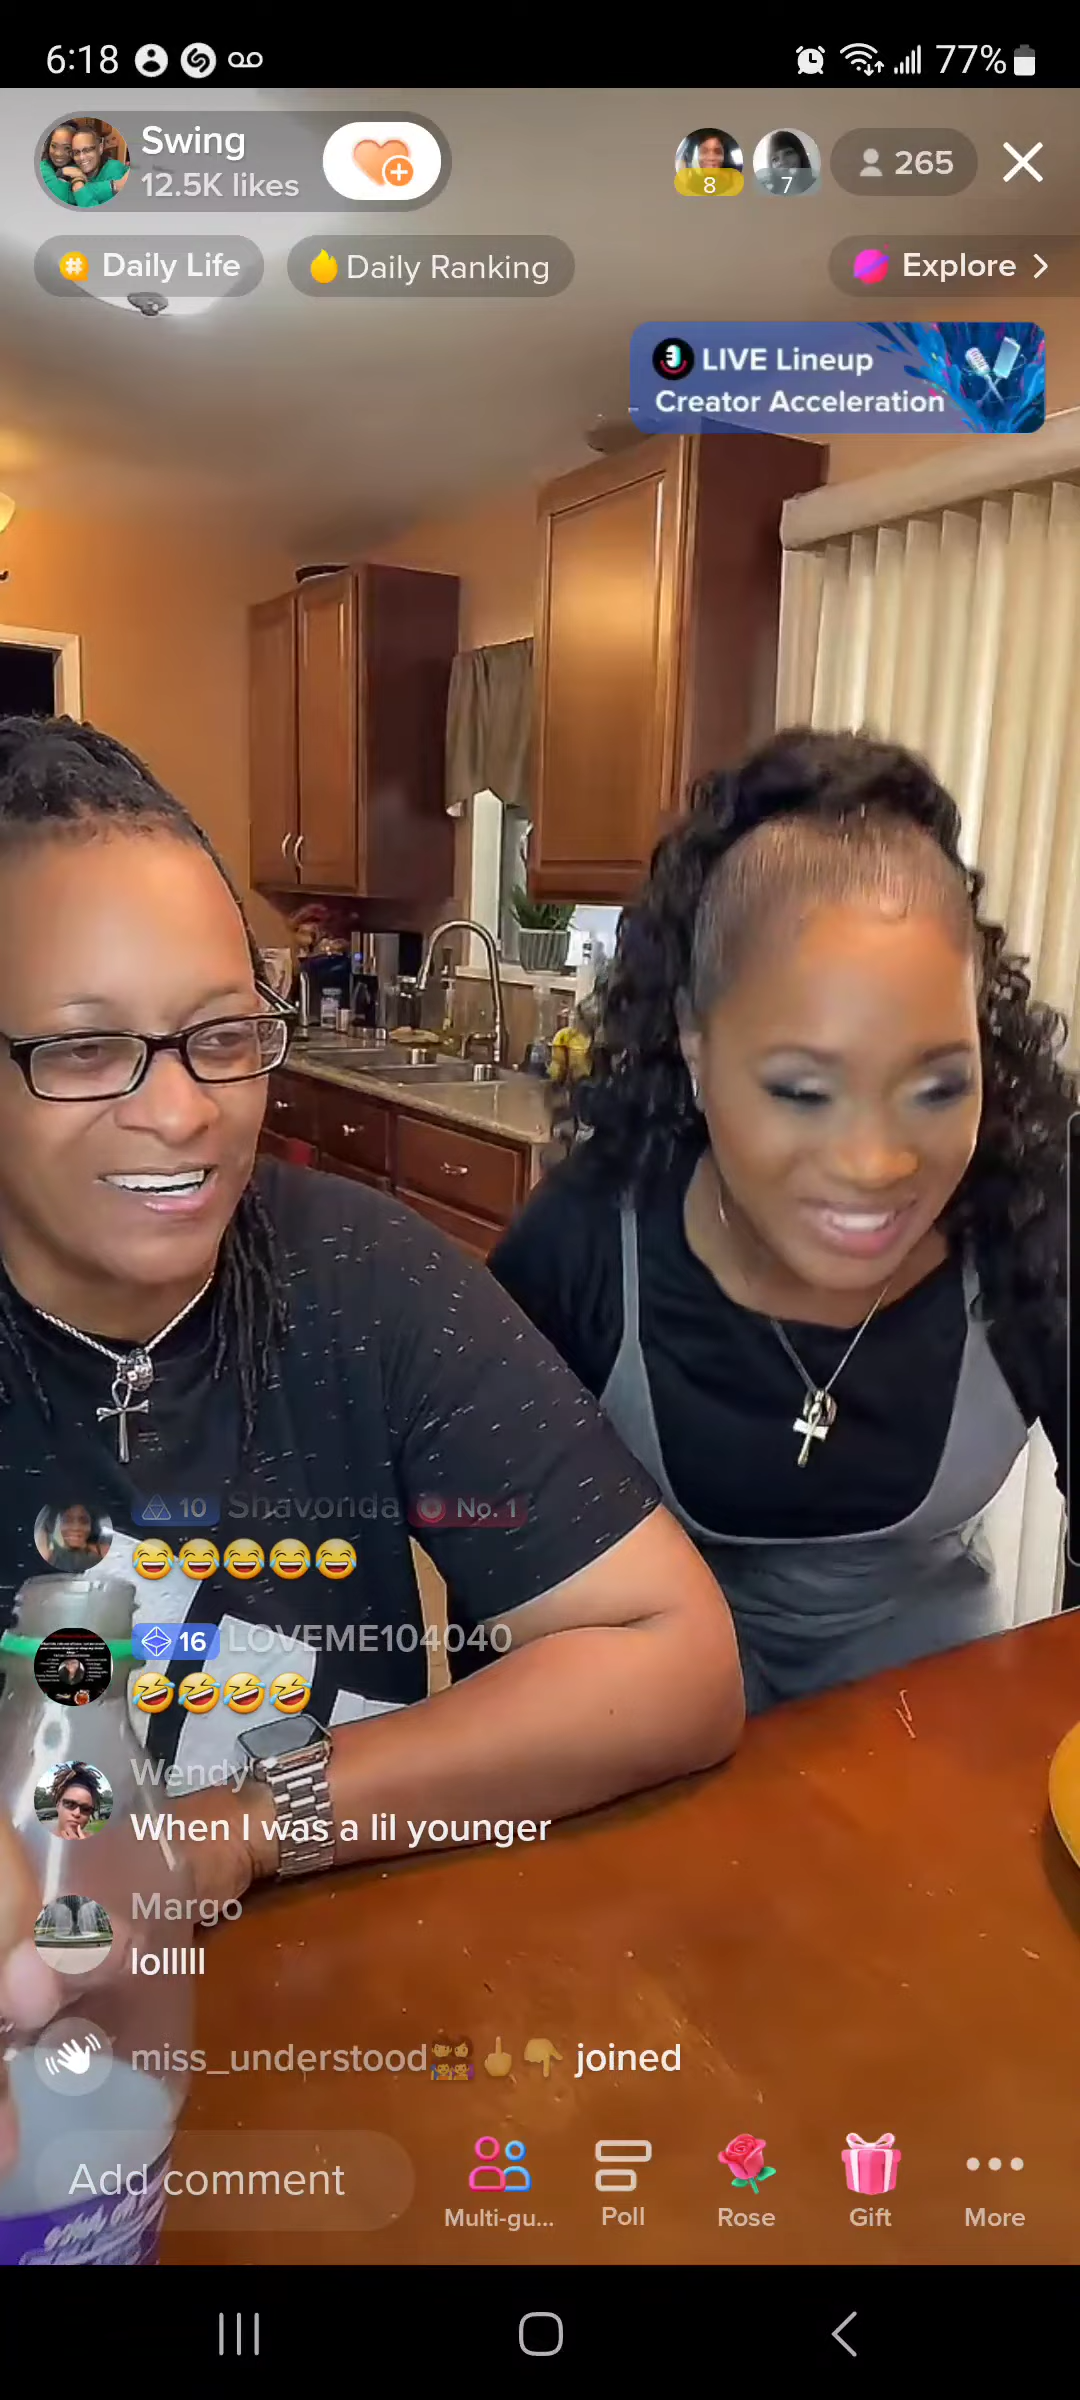 6:18
77%
Swing
12.5K likes
8
7
265
Daily Life
Daily Ranking
Explore
LIVE Lineup
Creator Acceleration
10 Shavonda No. 1
😂😂😂😂😂
16 LOVEME104040
🤣🤣🤣🤣
Wendy
When I was a lil younger
Margo
lolllll
miss_understood👩‍👩‍👧‍👧🖕👇 joined
Add comment
Multi-gu...
Poll
Rose
Gift
More